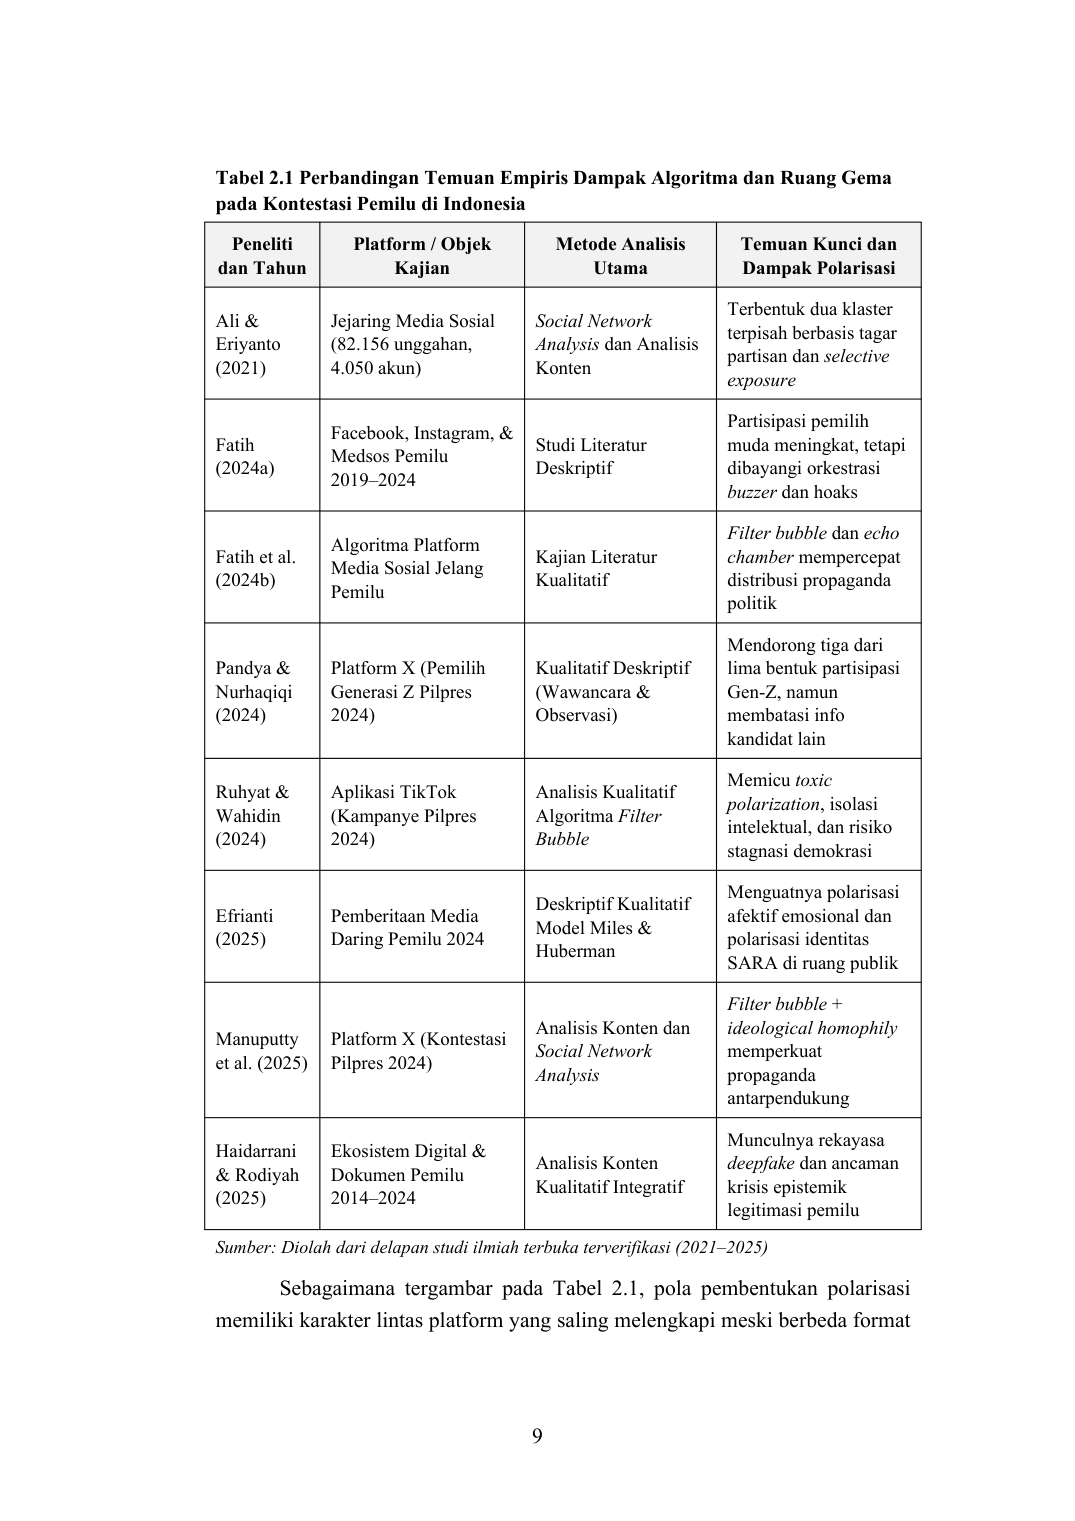 Tabel 2.1 Perbandingan Temuan Empiris Dampak Algoritma dan Ruang Gema
pada Kontestasi Pemilu di Indonesia
Peneliti
dan Tahun
Platform / Objek
Kajian
Metode Analisis
Utama
Temuan Kunci dan
Dampak Polarisasi
Ali &
Eriyanto
(2021)
Jejaring Media Sosial
(82.156 unggahan,
4.050 akun)
Social Network
Analysis dan Analisis
Konten
Terbentuk dua klaster
terpisah berbasis tagar
partisan dan selective
exposure
Fatih
(2024a)
Facebook, Instagram, &
Medsos Pemilu
2019–2024
Studi Literatur
Deskriptif
Partisipasi pemilih
muda meningkat, tetapi
dibayangi orkestrasi
buzzer dan hoaks
Fatih et al.
(2024b)
Algoritma Platform
Media Sosial Jelang
Pemilu
Kajian Literatur
Kualitatif
Filter bubble dan echo
chamber mempercepat
distribusi propaganda
politik
Pandya &
Nurhaqiqi
(2024)
Platform X (Pemilih
Generasi Z Pilpres
2024)
Kualitatif Deskriptif
(Wawancara &
Observasi)
Mendorong tiga dari
lima bentuk partisipasi
Gen-Z, namun
membatasi info
kandidat lain
Ruhyat &
Wahidin
(2024)
Aplikasi TikTok
(Kampanye Pilpres
2024)
Analisis Kualitatif
Algoritma Filter
Bubble
Memicu toxic
polarization, isolasi
intelektual, dan risiko
stagnasi demokrasi
Efrianti
(2025)
Pemberitaan Media
Daring Pemilu 2024
Deskriptif Kualitatif
Model Miles &
Huberman
Menguatnya polarisasi
afektif emosional dan
polarisasi identitas
SARA di ruang publik
Manuputty
et al. (2025)
Platform X (Kontestasi
Pilpres 2024)
Analisis Konten dan
Social Network
Analysis
Filter bubble +
ideological homophily
memperkuat
propaganda
antarpendukung
Haidarrani
& Rodiyah
(2025)
Ekosistem Digital &
Dokumen Pemilu
2014–2024
Analisis Konten
Kualitatif Integratif
Munculnya rekayasa
deepfake dan ancaman
krisis epistemik
legitimasi pemilu
Sumber: Diolah dari delapan studi ilmiah terbuka terverifikasi (2021–2025)
Sebagaimana tergambar pada Tabel 2.1, pola pembentukan polarisasi
memiliki karakter lintas platform yang saling melengkapi meski berbeda format
9